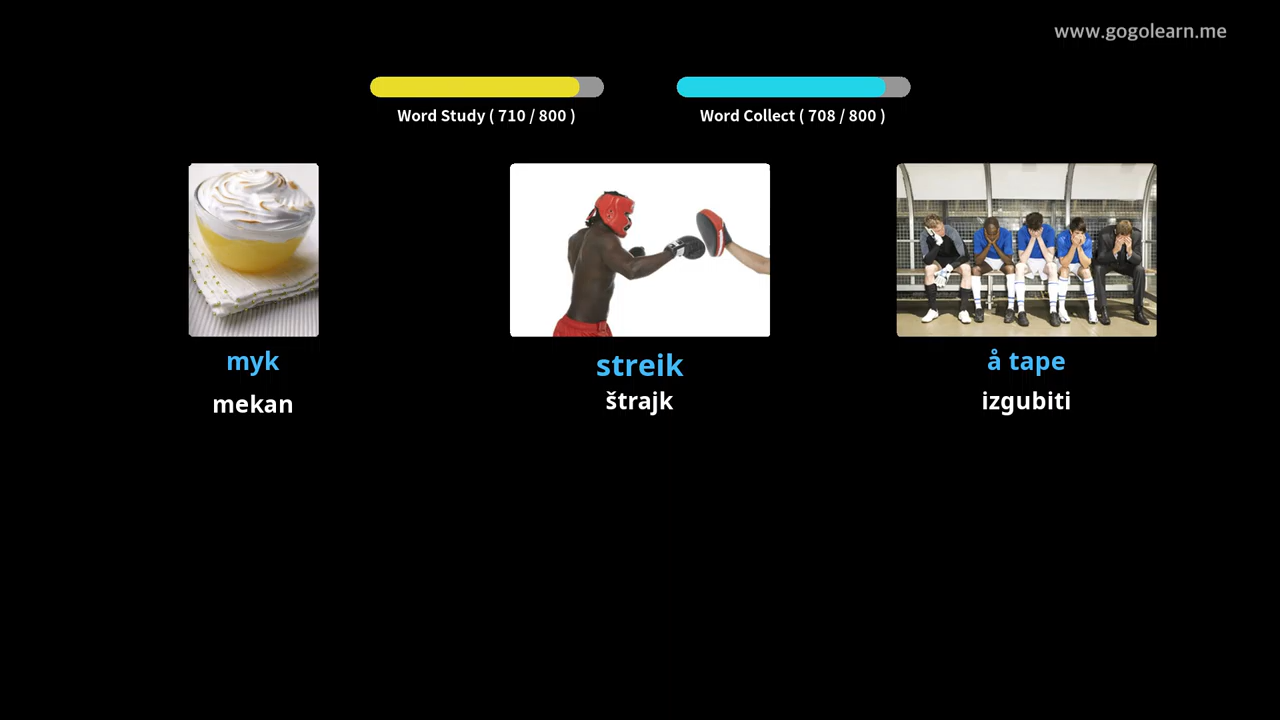 www.gogolearn.me
Word Study ( 710 / 800 )
Word Collect ( 708 / 800 )
myk
mekan
streik
štrajk
å tape
izgubiti